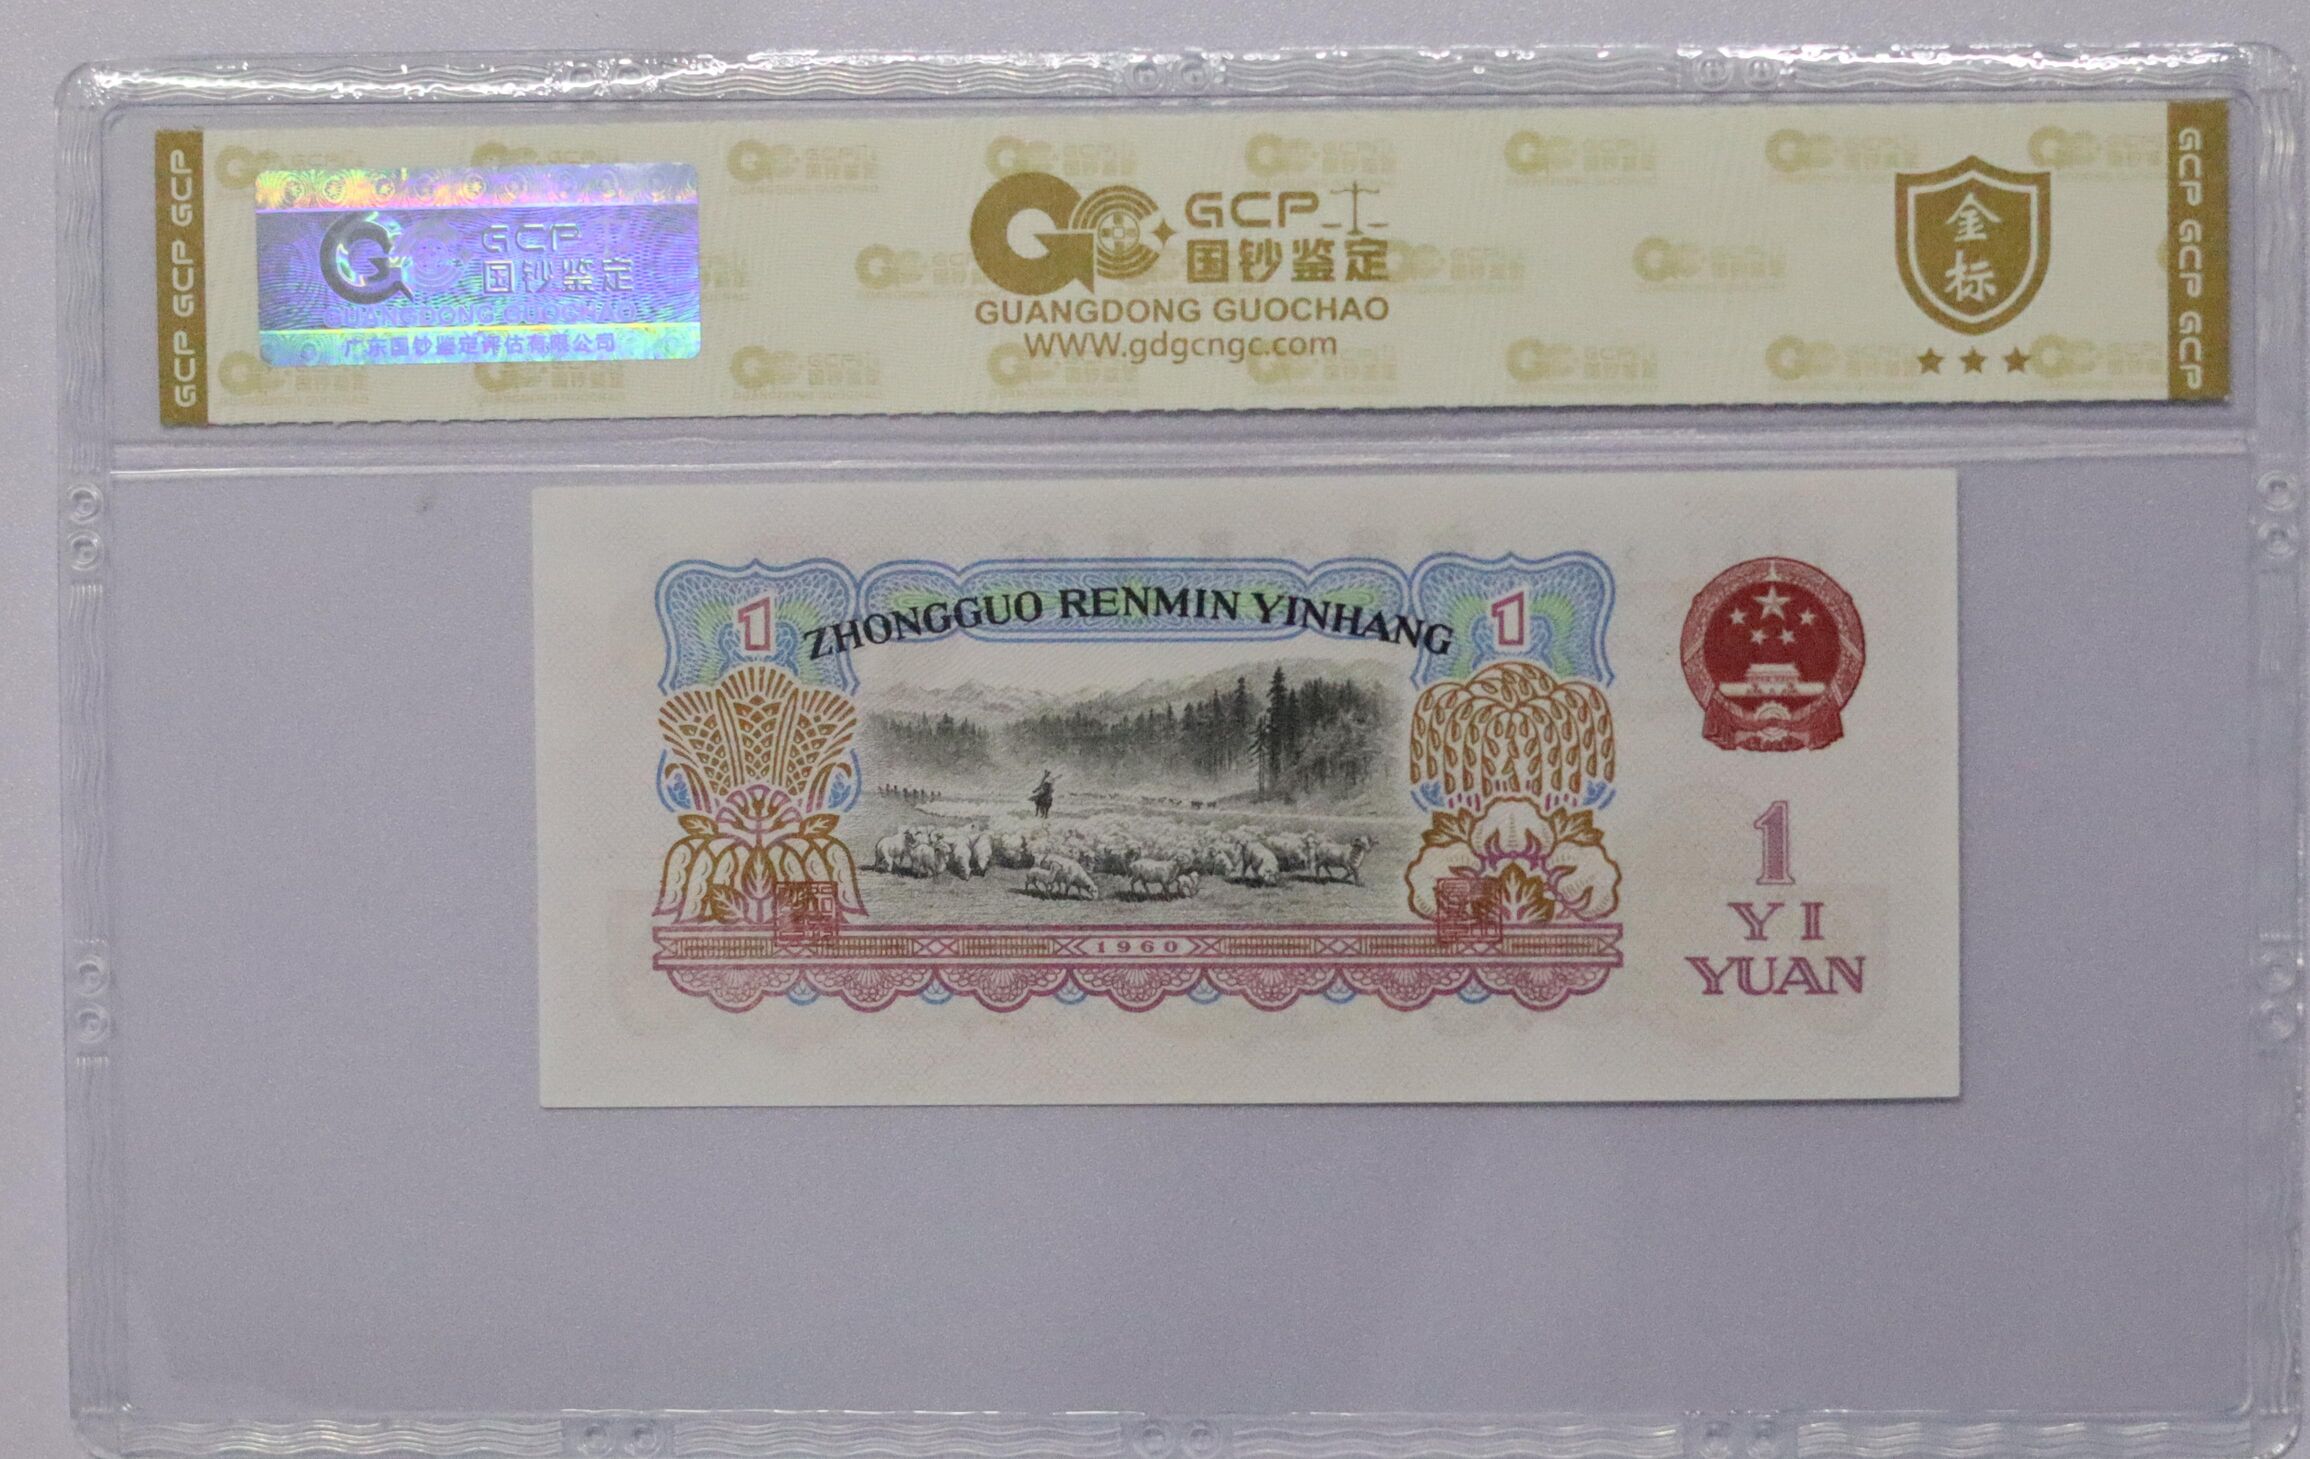 GCP GCP GCP
GCP
国钞鉴定
GUANGDONG GUOCHAO
广东国钞鉴定评估有限公司
GCP
国钞鉴定
GUANGDONG GUOCHAO
www.gdgcngc.com
金
标
GCP GCP GCP
1
ZHONGGUO RENMIN YINHANG
1
1960
1
YI
YUAN